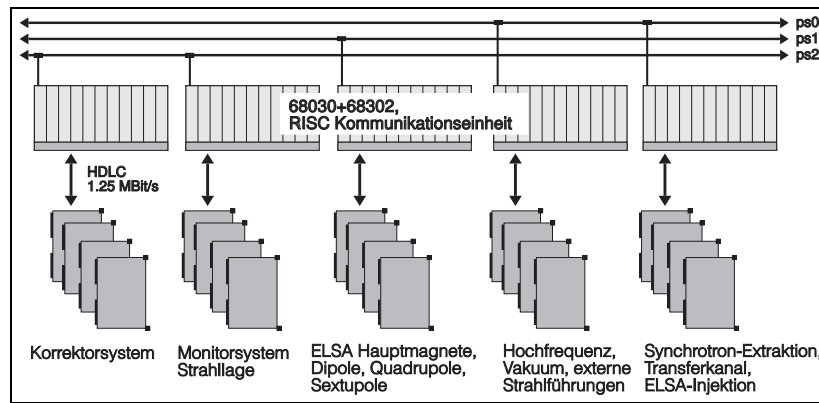 ps0
ps1
ps2
68030+68302,
RISC Kommunikationseinheit
HDLC
1.25 MBit/s
Korrektorsystem
Monitorsystem
Strahllage
ELSA Hauptmagnete,
Dipole, Quadrupole,
Sextupole
Hochfrequenz,
Vakuum, externe
Strahlführungen
Synchrotron-Extraktion,
Transferkanal,
ELSA-Injektion